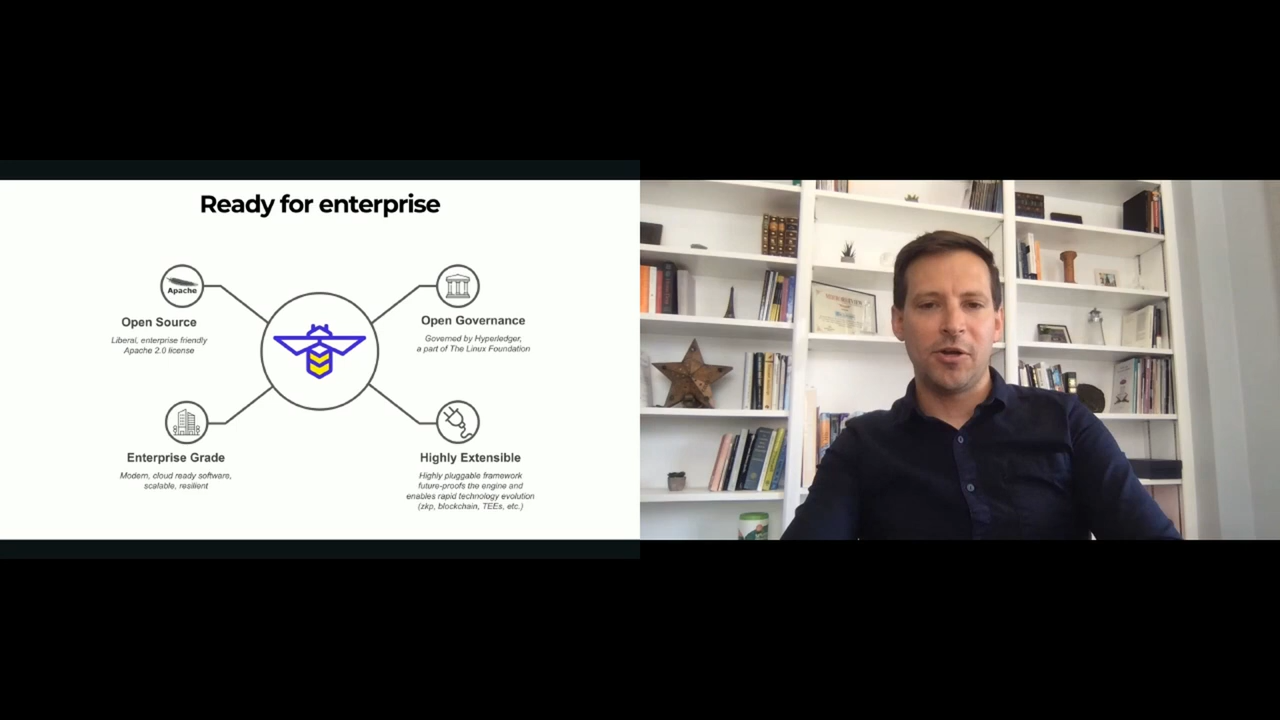 Ready for enterprise
Apache
Open Source
Liberal, enterprise friendly
Apache 2.0 license
Open Governance
Governed by Hyperledger,
a part of The Linux Foundation
Enterprise Grade
Modern, cloud ready software,
scalable, resilient
Highly Extensible
Highly pluggable framework
future-proofs the engine and
enables rapid technology evolution
(zkp, blockchain, TEEs, etc.)